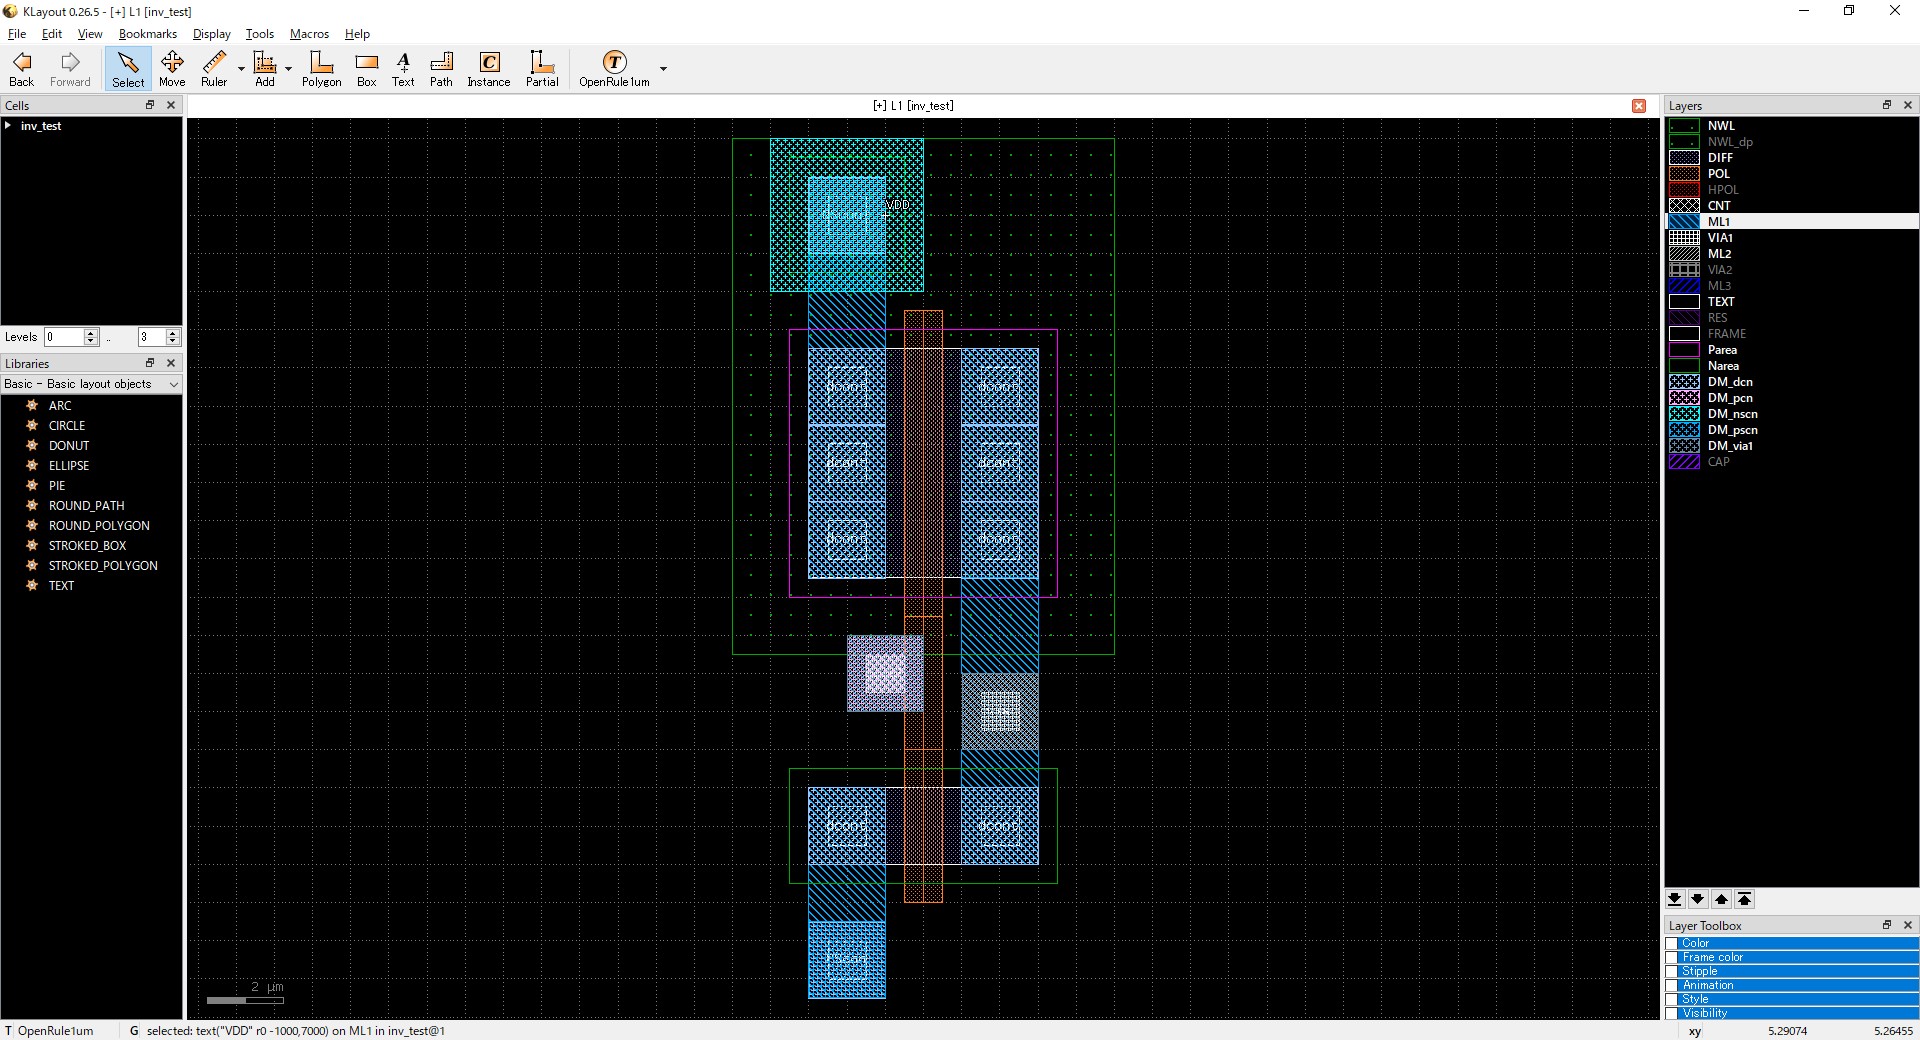 KLayout 0.26.5 - [+] L1 [inv_test]
File Edit View Bookmarks Display Tools Macros Help
Back Forward Select Move Ruler Add Polygon Box Text Path Instance Partial OpenRule1um
Cells
inv_test
Levels 0 .. 3
Libraries
Basic - Basic layout objects
ARC
CIRCLE
DONUT
ELLIPSE
PIE
ROUND_PATH
ROUND_POLYGON
STROKED_BOX
STROKED_POLYGON
TEXT
[+] L1 [inv_test]
VDD
dcont dcont
dcont dcont
dcont dcont
dcont dcont
2 µm
Layers
NWL
NWL_dp
DIFF
POL
HPOL
CNT
ML1
VIA1
ML2
VIA2
ML3
TEXT
RES
FRAME
Parea
Narea
DM_dcn
DM_pcn
DM_nscn
DM_pscn
DM_via1
CAP
Layer Toolbox
Color
Frame color
Stipple
Animation
Style
Visibility
T OpenRule1um G selected: text("VDD" r0 -1000,7000) on ML1 in inv_test@1 xy 5.29074 5.26455